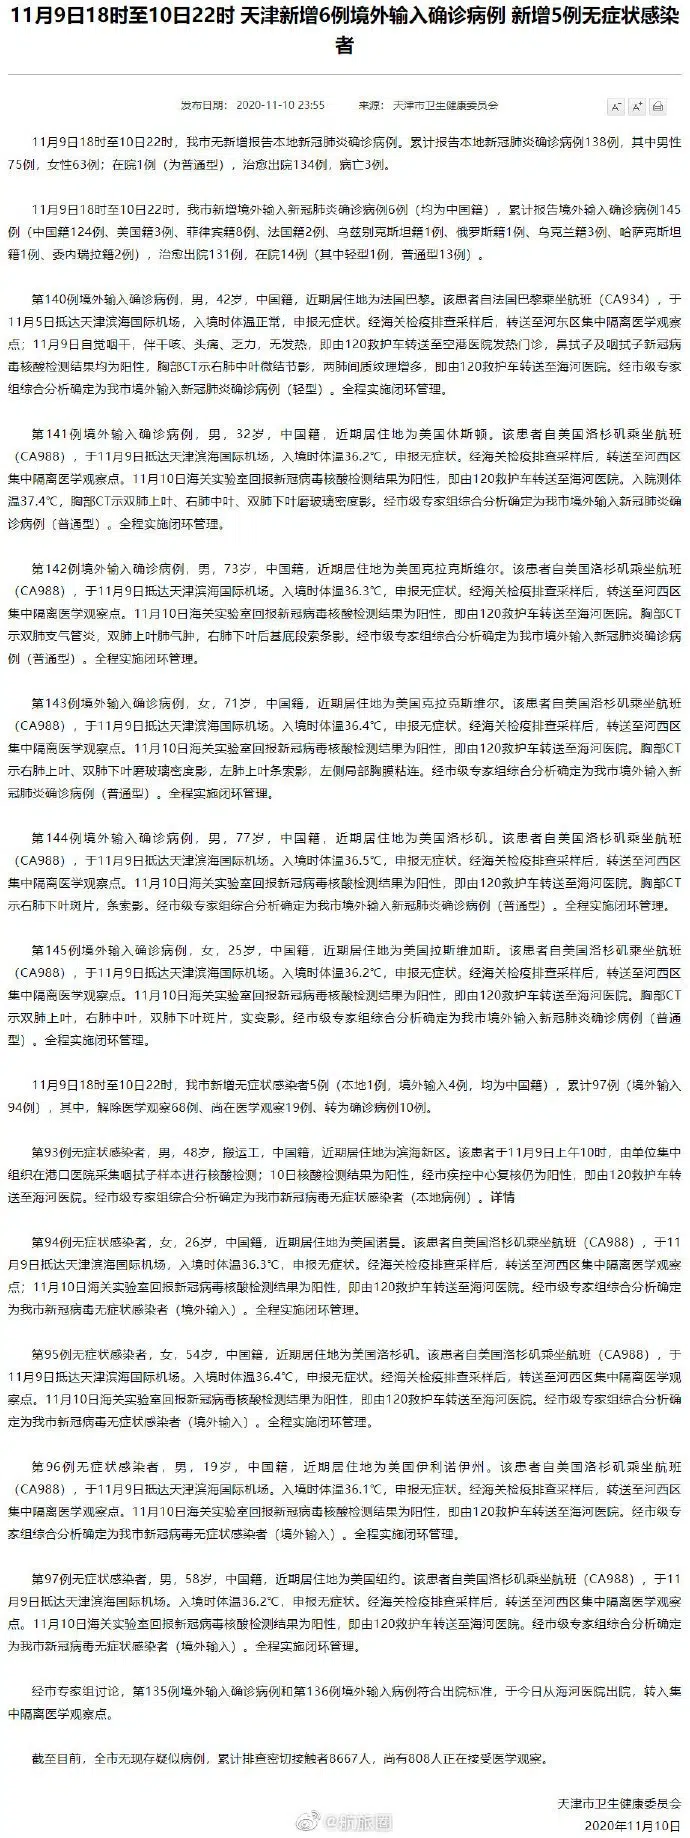 11月9日18时至10日22时 天津新增6例境外输入确诊病例 新增5例无症状感染
者
发布日期： 2020-11-10 23:55 来源： 天津市卫生健康委员会
11月9日18时至10日22时，我市无新增报告本地新冠肺炎确诊病例。累计报告本地新冠肺炎确诊病例138例，其中男性
75例，女性63例；在院1例（为普通型），治愈出院134例，病亡3例。
11月9日18时至10日22时，我市新增境外输入新冠肺炎确诊病例6例（均为中国籍），累计报告境外输入确诊病例145
例（中国籍124例、美国籍3例、菲律宾籍8例、法国籍2例、乌兹别克斯坦籍1例、俄罗斯籍1例、乌克兰籍3例、哈萨克斯坦
籍1例、委内瑞拉籍2例），治愈出院131例，在院14例（其中轻型1例，普通型13例）。
第140例境外输入确诊病例，男，42岁，中国籍，近期居住地为法国巴黎。该患者自法国巴黎乘坐航班（CA934），于
11月5日抵达天津滨海国际机场，入境时体温正常，申报无症状。经海关检疫排查采样后，转送至河东区集中隔离医学观察
点；11月9日自觉咽干，伴干咳、头痛、乏力，无发热，即由120救护车转送至空港医院发热门诊，鼻拭子及咽拭子新冠病
毒核酸检测结果均为阳性，胸部CT示右肺中叶微结节影，两肺间质纹理增多，即由120救护车转送至海河医院。经市级专家
组综合分析确定为我市境外输入新冠肺炎确诊病例（轻型）。全程实施闭环管理。
第141例境外输入确诊病例，男，32岁，中国籍，近期居住地为美国休斯顿。该患者自美国洛杉矶乘坐航班
（CA988），于11月9日抵达天津滨海国际机场，入境时体温36.2℃，申报无症状。经海关检疫排查采样后，转送至河西区
集中隔离医学观察点。11月10日海关实验室回报新冠病毒核酸检测结果为阳性，即由120救护车转送至海河医院。入院测体
温37.4℃，胸部CT示双肺上叶、右肺中叶、双肺下叶磨玻璃密度影。经市级专家组综合分析确定为我市境外输入新冠肺炎确
诊病例（普通型）。全程实施闭环管理。
第142例境外输入确诊病例，男，73岁，中国籍，近期居住地为美国克拉克斯维尔。该患者自美国洛杉矶乘坐航班
（CA988），于11月9日抵达天津滨海国际机场。入境时体温36.3℃，申报无症状。经海关检疫排查采样后，转送至河西区
集中隔离医学观察点。11月10日海关实验室回报新冠病毒核酸检测结果为阳性，即由120救护车转送至海河医院。胸部CT
示双肺支气管炎，双肺上叶肺气肿，右肺下叶后基底段索条影。经市级专家组综合分析确定为我市境外输入新冠肺炎确诊病
例（普通型）。全程实施闭环管理。
第143例境外输入确诊病例，女，71岁，中国籍，近期居住地为美国克拉克斯维尔。该患者自美国洛杉矶乘坐航班
（CA988），于11月9日抵达天津滨海国际机场。入境时体温36.4℃，申报无症状。经海关检疫排查采样后，转送至河西区
集中隔离医学观察点。11月10日海关实验室回报新冠病毒核酸检测结果为阳性，即由120救护车转送至海河医院。胸部CT
示右肺上叶、双肺下叶磨玻璃密度影，左肺上叶条索影，左侧局部胸膜粘连。经市级专家组综合分析确定为我市境外输入新
冠肺炎确诊病例（普通型）。全程实施闭环管理。
第144例境外输入确诊病例，男，77岁，中国籍，近期居住地为美国洛杉矶。该患者自美国洛杉矶乘坐航班
（CA988），于11月9日抵达天津滨海国际机场。入境时体温36.5℃，申报无症状。经海关检疫排查采样后，转送至河西区
集中隔离医学观察点。11月10日海关实验室回报新冠病毒核酸检测结果为阳性，即由120救护车转送至海河医院。胸部CT
示右肺下叶斑片，条索影。经市级专家组综合分析确定为我市境外输入新冠肺炎确诊病例（普通型）。全程实施闭环管理。
第145例境外输入确诊病例，女，25岁，中国籍，近期居住地为美国拉斯维加斯。该患者自美国洛杉矶乘坐航班
（CA988），于11月9日抵达天津滨海国际机场。入境时体温36.2℃，申报无症状。经海关检疫排查采样后，转送至河西区
集中隔离医学观察点。11月10日海关实验室回报新冠病毒核酸检测结果为阳性，即由120救护车转送至海河医院。胸部CT
示双肺上叶，右肺中叶，双肺下叶斑片，实变影。经市级专家组综合分析确定为我市境外输入新冠肺炎确诊病例（普通
型）。全程实施闭环管理。
11月9日18时至10日22时，我市新增无症状感染者5例（本地1例，境外输入4例，均为中国籍），累计97例（境外输入
94例），其中，解除医学观察68例、尚在医学观察19例、转为确诊病例10例。
第93例无症状感染者，男，48岁，搬运工，中国籍，近期居住地为滨海新区。该患者于11月9日上午10时，由单位集中
组织在港口医院采集咽拭子样本进行核酸检测；10日核酸检测结果为阳性，经市疾控中心复核仍为阳性，即由120救护车转
送至海河医院。经市级专家组综合分析确定为我市新冠病毒无症状感染者（本地病例）。详情
第94例无症状感染者，女，26岁，中国籍，近期居住地为美国诺曼。该患者自美国洛杉矶乘坐航班（CA988），于11
月9日抵达天津滨海国际机场，入境时体温36.3℃，申报无症状。经海关检疫排查采样后，转送至河西区集中隔离医学观察
点；11月10日海关实验室回报新冠病毒核酸检测结果为阳性，即由120救护车转送至海河医院。经市级专家组综合分析确定
为我市新冠病毒无症状感染者（境外输入）。全程实施闭环管理。
第95例无症状感染者，女，54岁，中国籍，近期居住地为美国洛杉矶。该患者自美国洛杉矶乘坐航班（CA988），于
11月9日抵达天津滨海国际机场。入境时体温36.4℃，申报无症状。经海关检疫排查采样后，转送至河西区集中隔离医学观
察点。11月10日海关实验室回报新冠病毒核酸检测结果为阳性，即由120救护车转送至海河医院。经市级专家组综合分析确
定为我市新冠病毒无症状感染者（境外输入）。全程实施闭环管理。
第96例无症状感染者，男，19岁，中国籍，近期居住地为美国伊利诺伊州。该患者自美国洛杉矶乘坐航班
（CA988），于11月9日抵达天津滨海国际机场。入境时体温36.1℃，申报无症状。经海关检疫排查采样后，转送至河西区
集中隔离医学观察点。11月10日海关实验室回报新冠病毒核酸检测结果为阳性，即由120救护车转送至海河医院。经市级专
家组综合分析确定为我市新冠病毒无症状感染者（境外输入）。全程实施闭环管理。
第97例无症状感染者，男，58岁，中国籍，近期居住地为美国纽约。该患者自美国洛杉矶乘坐航班（CA988），于11
月9日抵达天津滨海国际机场。入境时体温36.2℃，申报无症状。经海关检疫排查采样后，转送至河西区集中隔离医学观察
点。11月10日海关实验室回报新冠病毒核酸检测结果为阳性，即由120救护车转送至海河医院。经市级专家组综合分析确定
为我市新冠病毒无症状感染者（境外输入）。全程实施闭环管理。
经市专家组讨论，第135例境外输入确诊病例和第136例境外输入病例符合出院标准，于今日从海河医院出院，转入集
中隔离医学观察点。
截至目前，全市无现存疑似病例，累计排查密切接触者8667人，尚有808人正在接受医学观察。
天津市卫生健康委员会
2020年11月10日
@航旅圈